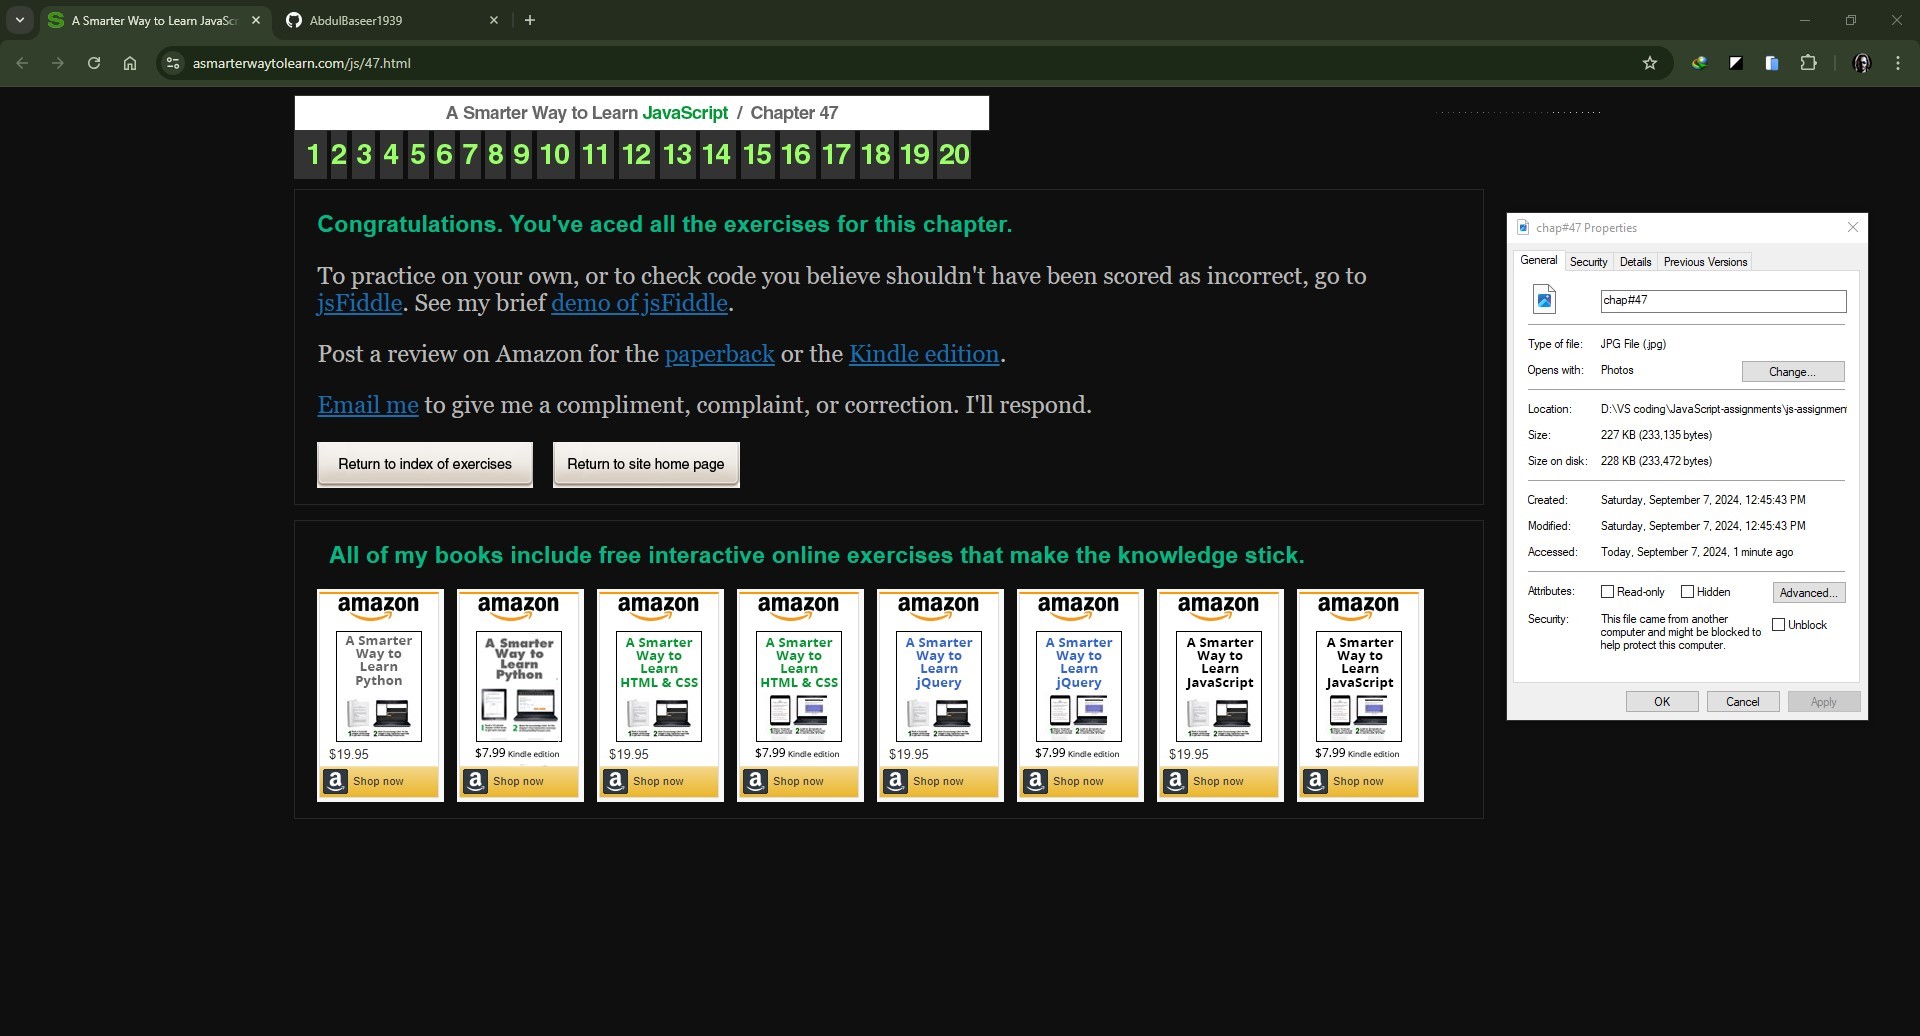 A Smarter Way to Learn JavaSc
AbdulBaseer1939
asmarterwaytolearn.com/js/47.html
A Smarter Way to Learn JavaScript / Chapter 47
1 2 3 4 5 6 7 8 9 10 11 12 13 14 15 16 17 18 19 20
Congratulations. You've aced all the exercises for this chapter.
To practice on your own, or to check code you believe shouldn't have been scored as incorrect, go to
jsFiddle. See my brief demo of jsFiddle.
Post a review on Amazon for the paperback or the Kindle edition.
Email me to give me a compliment, complaint, or correction. I'll respond.
Return to index of exercises
Return to site home page
All of my books include free interactive online exercises that make the knowledge stick.
amazon
A Smarter
Way to
Learn
Python
$19.95
a Shop now
amazon
A Smarter
Way to
Learn
Python
$7.99 Kindle edition
a Shop now
amazon
A Smarter
Way to
Learn
HTML & CSS
$19.95
a Shop now
amazon
A Smarter
Way to
Learn
HTML & CSS
$7.99 Kindle edition
a Shop now
amazon
A Smarter
Way to
Learn
jQuery
$19.95
a Shop now
amazon
A Smarter
Way to
Learn
jQuery
$7.99 Kindle edition
a Shop now
amazon
A Smarter
Way to
Learn
JavaScript
$19.95
a Shop now
amazon
A Smarter
Way to
Learn
JavaScript
$7.99 Kindle edition
a Shop now
chap#47 Properties
General Security Details Previous Versions
chap#47
Type of file: JPG File (.jpg)
Opens with: Photos Change...
Location: D:\VS coding\JavaScript-assignments\js-assignmen
Size: 227 KB (233,135 bytes)
Size on disk: 228 KB (233,472 bytes)
Created: Saturday, September 7, 2024, 12:45:43 PM
Modified: Saturday, September 7, 2024, 12:45:43 PM
Accessed: Today, September 7, 2024, 1 minute ago
Attributes: Read-only Hidden Advanced...
Security: This file came from another
computer and might be blocked to
help protect this computer.
Unblock
OK Cancel Apply